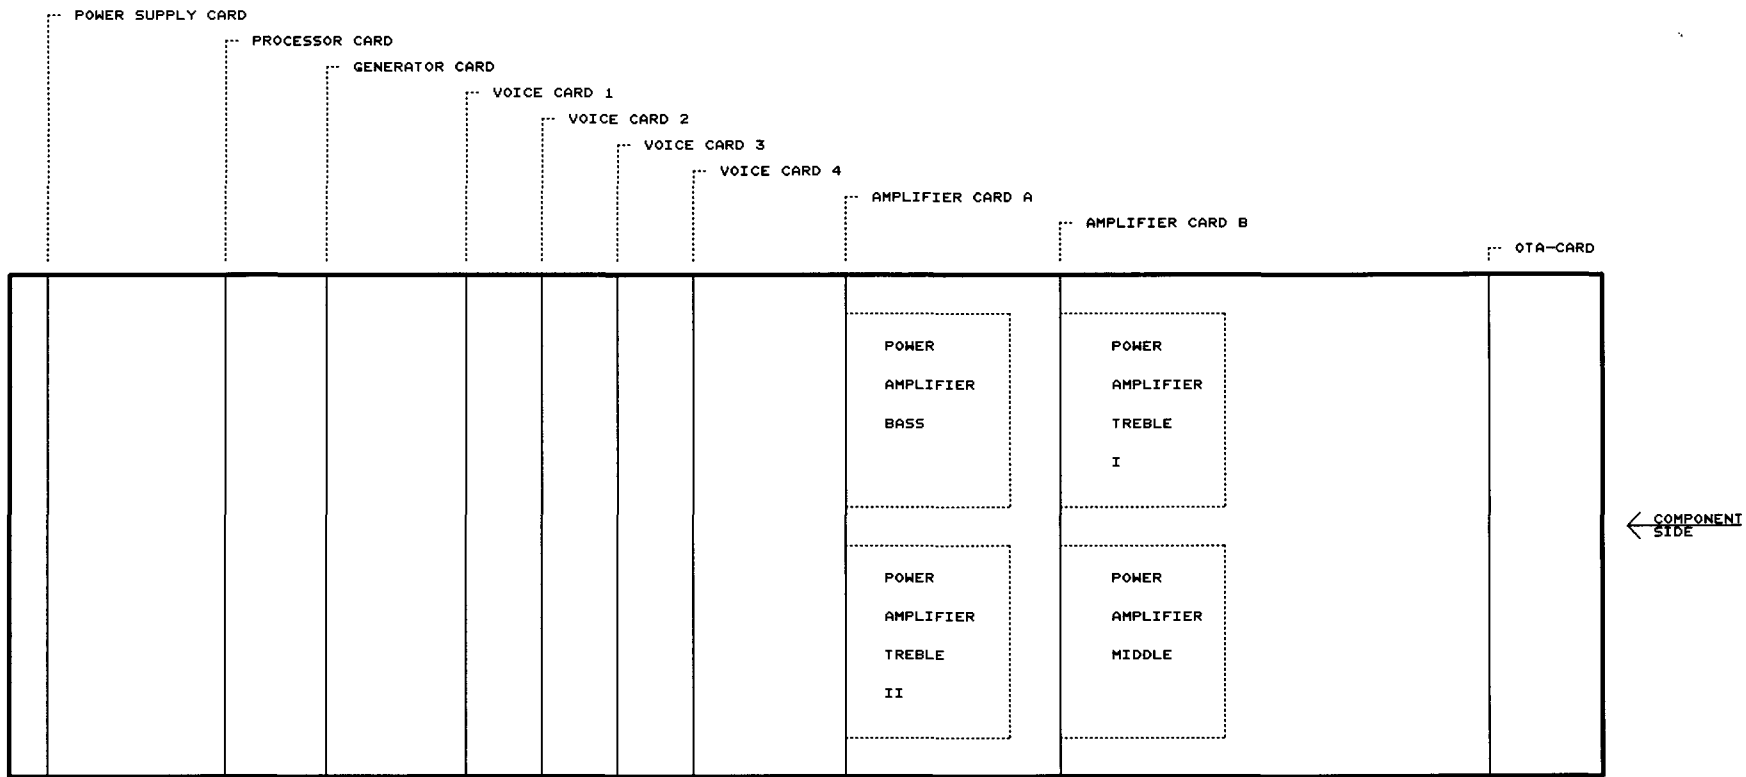 POWER SUPPLY CARD
PROCESSOR CARD
GENERATOR CARD
VOICE CARD 1
VOICE CARD 2
VOICE CARD 3
VOICE CARD 4
AMPLIFIER CARD A
AMPLIFIER CARD B
OTA-CARD
POWER
AMPLIFIER
BASS
POWER
AMPLIFIER
TREBLE
I
COMPONENT
SIDE
POWER
AMPLIFIER
TREBLE
II
POWER
AMPLIFIER
MIDDLE